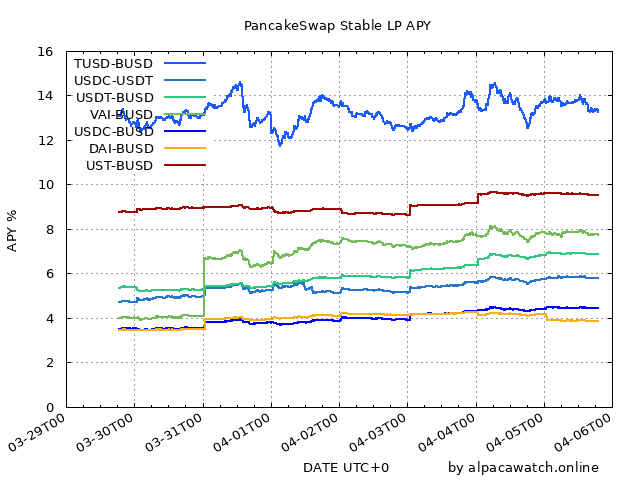 PancakeSwap Stable LP APY
16
14
12
10
8
6
4
2
0
APY %
TUSD-BUSD
USDC-USDT
USDT-BUSD
VAI-BUSD
USDC-BUSD
DAI-BUSD
UST-BUSD
03-29T00
03-30T00
03-31T00
04-01T00
04-02T00
04-03T00
04-04T00
04-05T00
04-06T00
DATE UTC+0
by alpacawatch.online